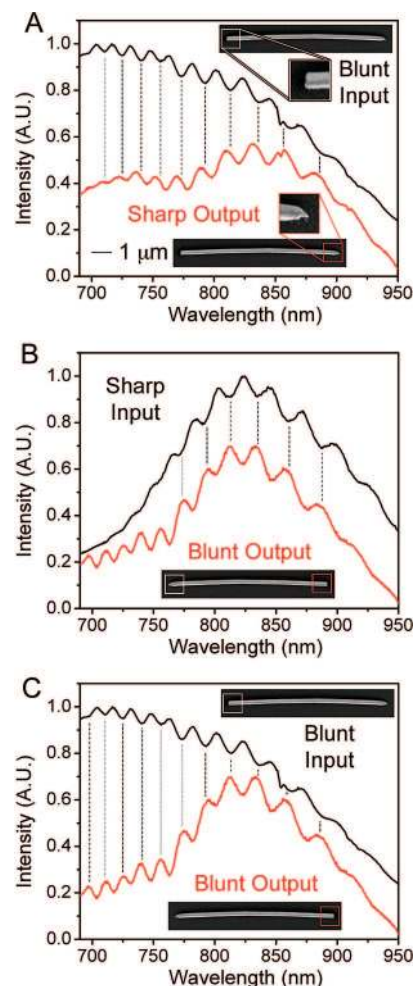 A
Blunt
Input
Sharp Output
1 μm
Intensity (A.U.)
1.0
0.8
0.6
0.4
0.2
0.0
700 750 800 850 900 950
Wavelength (nm)
B
Sharp
Input
Blunt Output
Intensity (A.U.)
1.0
0.8
0.6
0.4
0.2
0.0
700 750 800 850 900 950
Wavelength (nm)
C
Blunt
Input
Blunt Output
Intensity (A.U.)
1.0
0.8
0.6
0.4
0.2
0.0
700 750 800 850 900 950
Wavelength (nm)